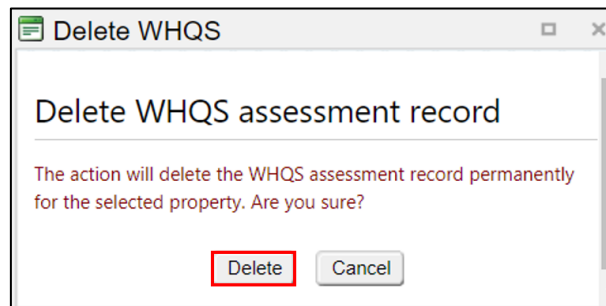 Delete WHQS
Delete WHQS assessment record
The action will delete the WHQS assessment record permanently
for the selected property. Are you sure?
Delete Cancel